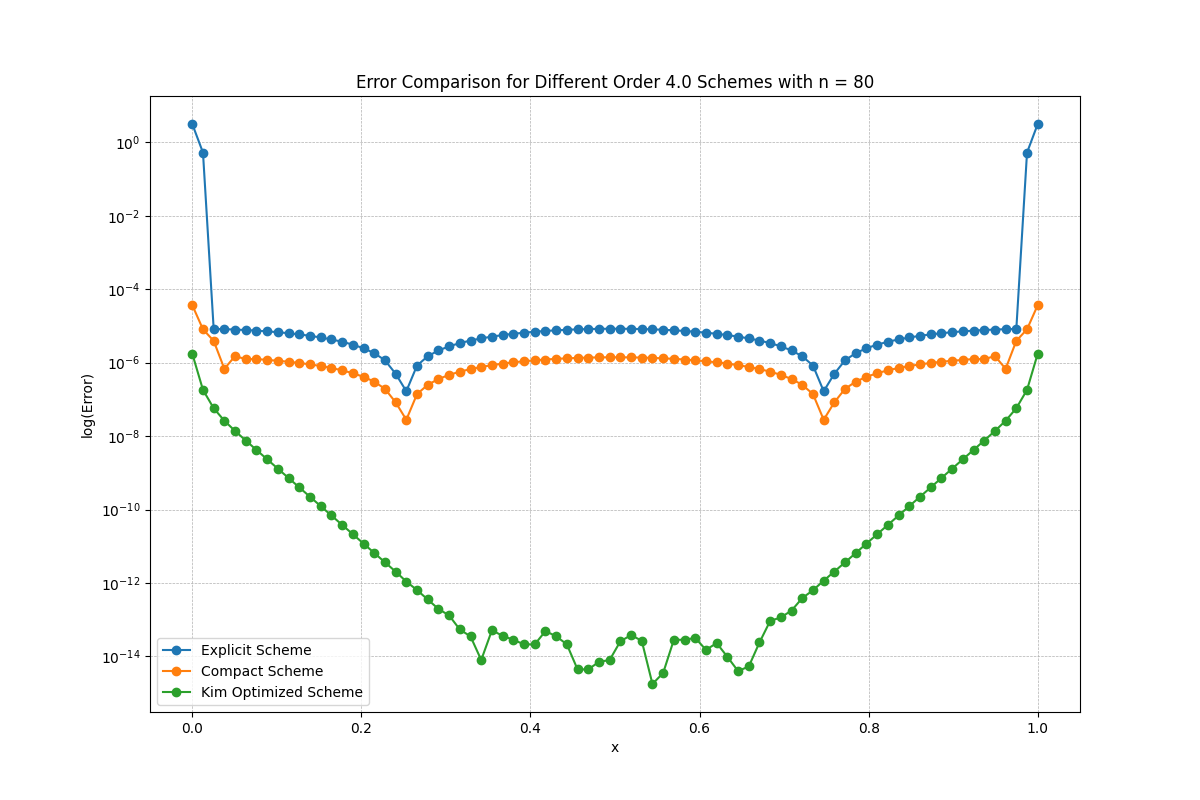 Error Comparison for Different Order 4.0 Schemes with n = 80
log(Error)
10⁰
10⁻²
10⁻⁴
10⁻⁶
10⁻⁸
10⁻¹⁰
10⁻¹²
10⁻¹⁴
Explicit Scheme
Compact Scheme
Kim Optimized Scheme
0.0 0.2 0.4 0.6 0.8 1.0
x